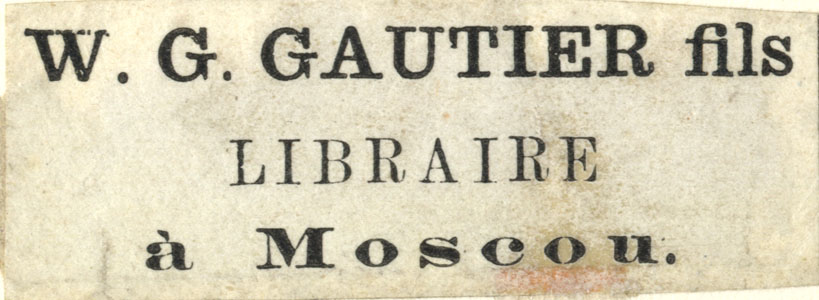 W. G. GAUTIER fils
LIBRAIRE
à Moscou.